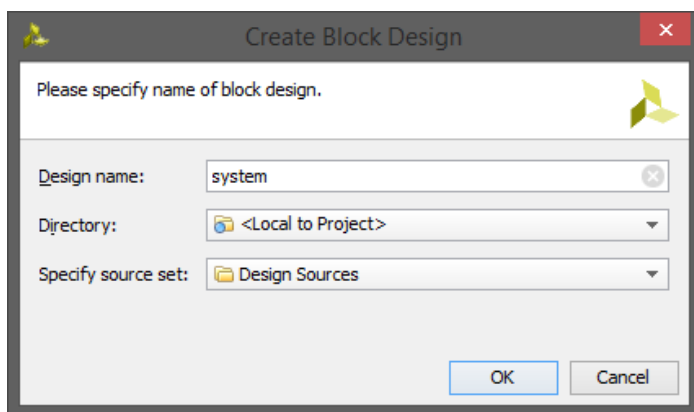 Create Block Design
Please specify name of block design.
Design name: system
Directory: <Local to Project>
Specify source set: Design Sources
OK Cancel